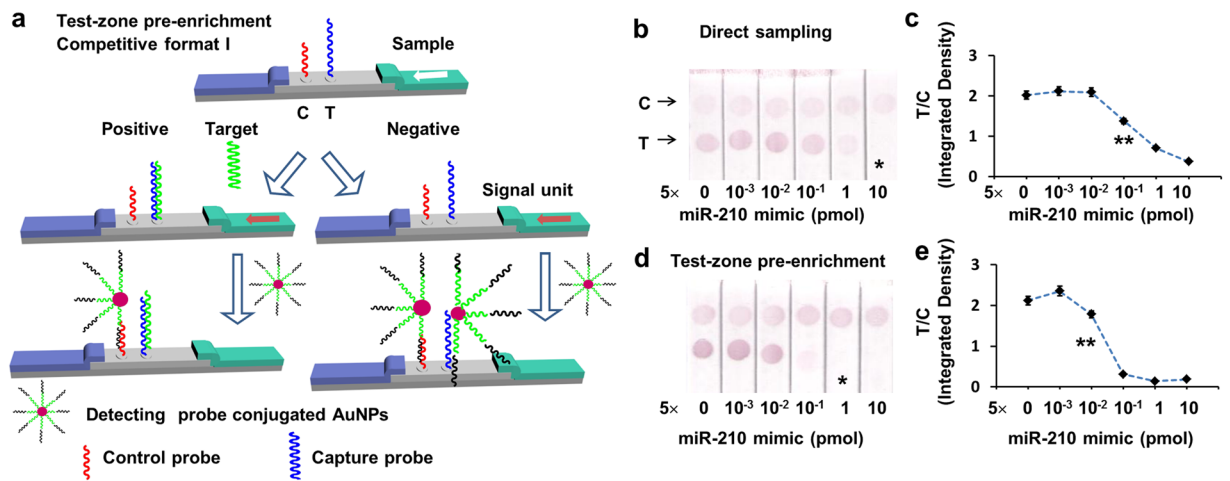 a
Test-zone pre-enrichment
Competitive format I
Sample
C T
Positive
Target
Negative
Signal unit
Detecting probe conjugated AuNPs
Control probe
Capture probe
b
Direct sampling
C →
T →
*
5× 0 10⁻³ 10⁻² 10⁻¹ 1 10
miR-210 mimic (pmol)
c
T/C
(Integrated Density)
3
2
1
0
**
5× 0 10⁻³ 10⁻² 10⁻¹ 1 10
miR-210 mimic (pmol)
d
Test-zone pre-enrichment
*
5× 0 10⁻³ 10⁻² 10⁻¹ 1 10
miR-210 mimic (pmol)
e
T/C
(Integrated Density)
3
2
1
0
**
5× 0 10⁻³ 10⁻² 10⁻¹ 1 10
miR-210 mimic (pmol)